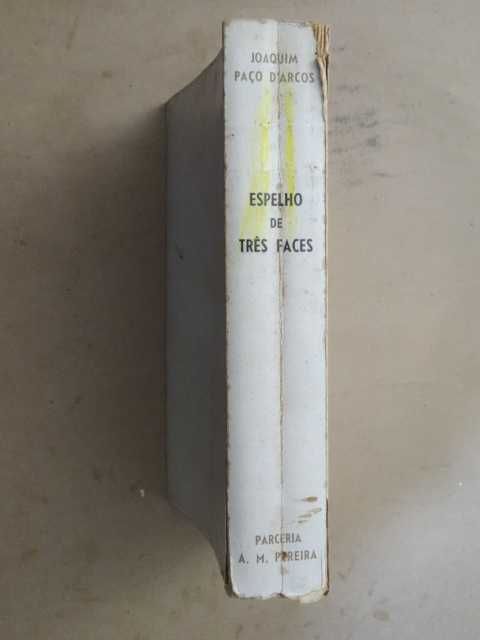 JOAQUIM
PAÇO D'ARCOS
ESPELHO
DE
TRÊS FACES
PARCERIA
A. M. PEREIRA